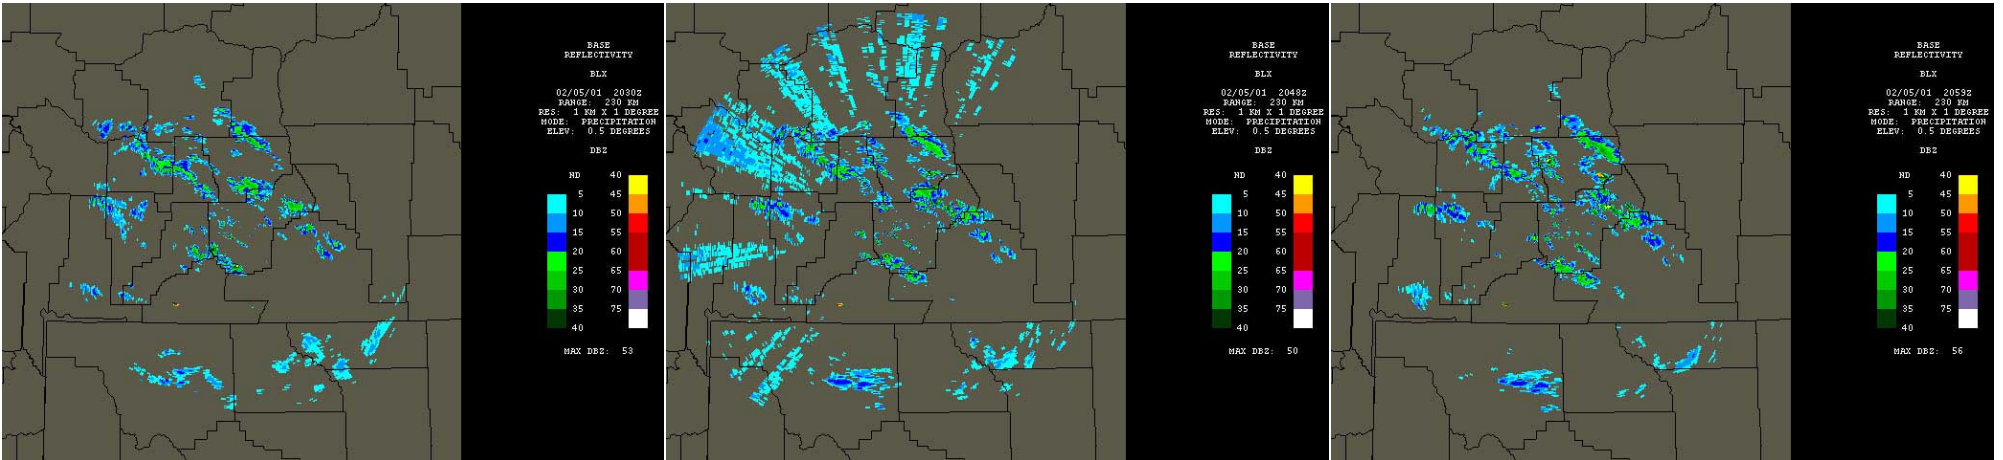 BASE
REFLECTIVITY
BLX
02/05/01 2030Z
RANGE: 230 KM
RES: 1 KM X 1 DEGREE
MODE: PRECIPITATION
ELEV: 0.5 DEGREES
DBZ
ND 40
5 45
10 50
15 55
20 60
25 65
30 70
35 75
40
MAX DBZ: 53
BASE
REFLECTIVITY
BLX
02/05/01 2048Z
RANGE: 230 KM
RES: 1 KM X 1 DEGREE
MODE: PRECIPITATION
ELEV: 0.5 DEGREES
DBZ
ND 40
5 45
10 50
15 55
20 60
25 65
30 70
35 75
40
MAX DBZ: 50
BASE
REFLECTIVITY
BLX
02/05/01 2059Z
RANGE: 230 KM
RES: 1 KM X 1 DEGREE
MODE: PRECIPITATION
ELEV: 0.5 DEGREES
DBZ
ND 40
5 45
10 50
15 55
20 60
25 65
30 70
35 75
40
MAX DBZ: 56